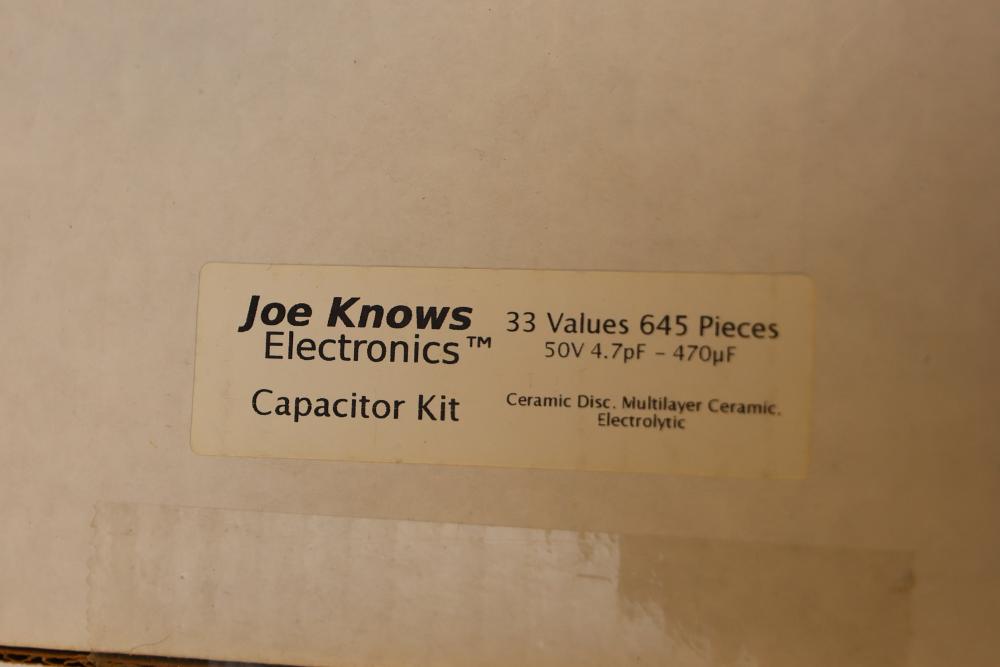 Joe Knows
Electronics™
Capacitor Kit
33 Values 645 Pieces
50V 4.7pF – 470µF
Ceramic Disc. Multilayer Ceramic.
Electrolytic